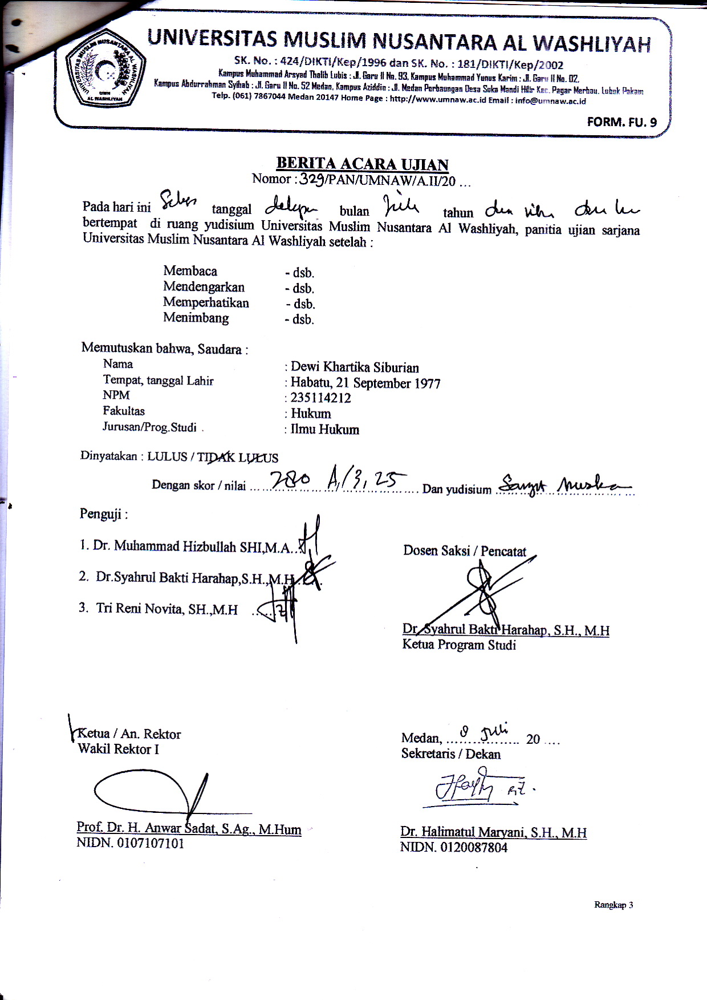 UNIVERSITAS MUSLIM NUSANTARA AL WASHLIYAH
SK. No. : 424/DIKTI/Kep/1996 dan SK. No. : 181/DIKTI/Kep/2002
Kampus Muhammad Arsyad Thalib Lubis : Jl. Garu II No. 93, Kampus Muhammad Yunus Karim : Jl. Garu II No. 02,
Kampus Abdurrahman Syihab : Jl. Garu II No. 52 Medan, Kampus Aziddin : Jl. Medan Perbaungan Desa Suka Mandi Hilir Kec. Pagar Merbau, Lubuk Pakam
Telp. (061) 7867044 Medan 20147 Home Page : http://www.umnaw.ac.id Email : info@umnaw.ac.id
UNIVERSITAS MUSLIM NUSANTARA AL WASHLIYAH
UMN
AL WASHLIYAH
FORM. FU. 9
BERITA ACARA UJIAN
Nomor : 329/PAN/UMNAW/A.II/20 ...
Pada hari ini tanggal delapan bulan Juli tahun dua ribu dua
bertempat di ruang yudisium Universitas Muslim Nusantara Al Washliyah, panitia ujian sarjana
Universitas Muslim Nusantara Al Washliyah setelah :
Membaca - dsb.
Mendengarkan - dsb.
Memperhatikan - dsb.
Menimbang - dsb.
Memutuskan bahwa, Saudara :
Nama : Dewi Khartika Siburian
Tempat, tanggal Lahir : Habatu, 21 September 1977
NPM : 235114212
Fakultas : Hukum
Jurusan/Prog.Studi : Ilmu Hukum
Dinyatakan : LULUS / TIDAK LULUS
Dengan skor / nilai ... 280 A,/3,25 ... Dan yudisium ... Sangat Muska ...
Penguji :
1. Dr. Muhammad Hizbullah SHI,M.A...
2. Dr.Syahrul Bakti Harahap,S.H.,M.H...
3. Tri Reni Novita, SH.,M.H ......
Dosen Saksi / Pencatat
Dr. Syahrul Bakti Harahap, S.H., M.H
Ketua Program Studi
Ketua / An. Rektor
Wakil Rektor I
Prof. Dr. H. Anwar Sadat, S.Ag., M.Hum
NIDN. 0107107101
Medan, 8 Juli 20 ....
Sekretaris / Dekan
Dr. Halimatul Maryani, S.H., M.H
NIDN. 0120087804
Rangkap 3